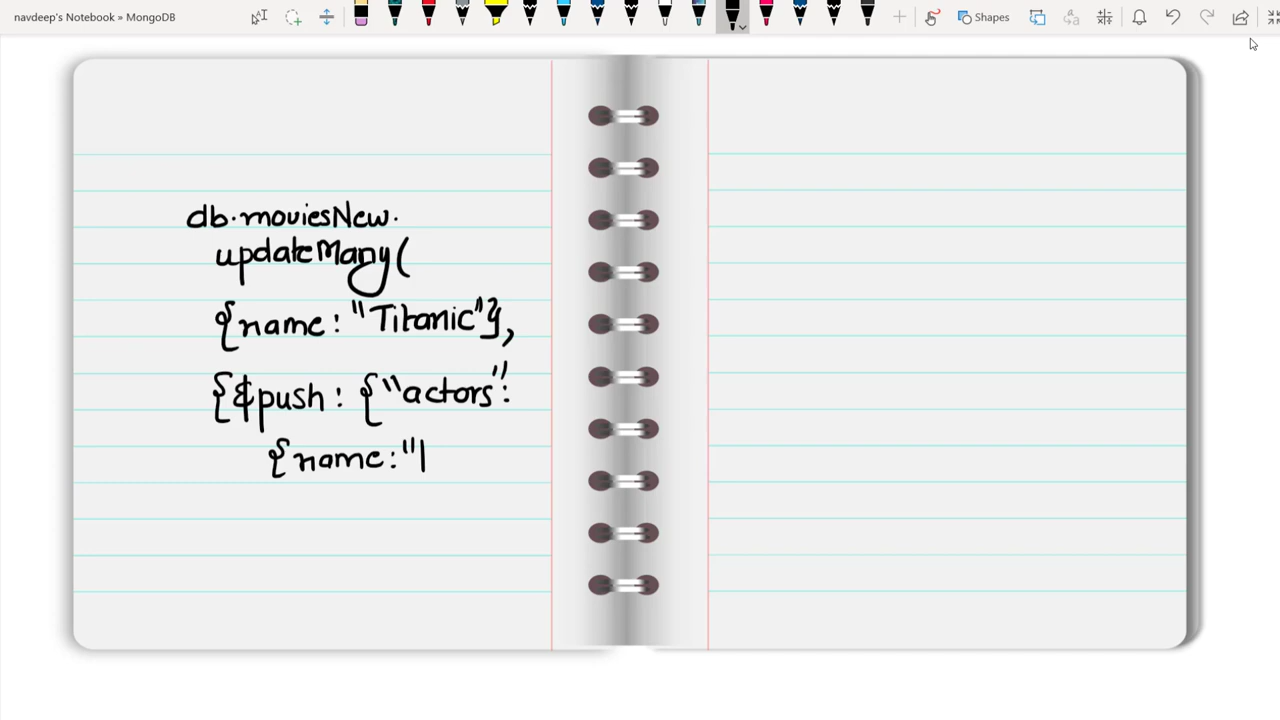 navdeep's Notebook » MongoDB
Shapes
db.moviesNew.
updateMany(
{name: "Titanic"},
{$push: {"actors":
{name:"|